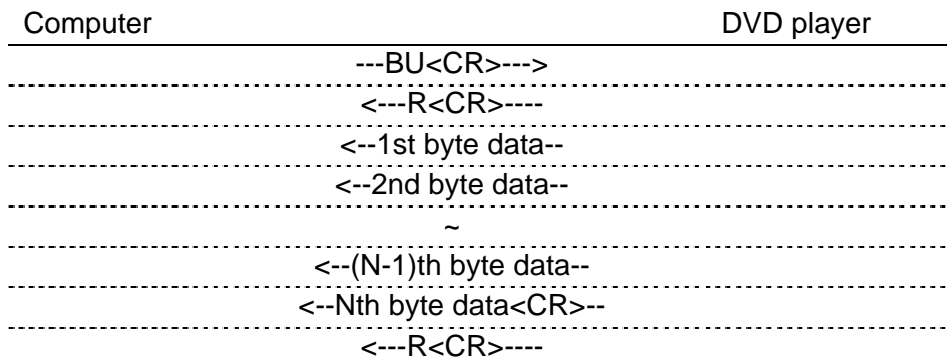 Computer DVD player
---BU<CR>--->
<---R<CR>----
<--1st byte data--
<--2nd byte data--
~
<--(N-1)th byte data--
<--Nth byte data<CR>--
<---R<CR>----